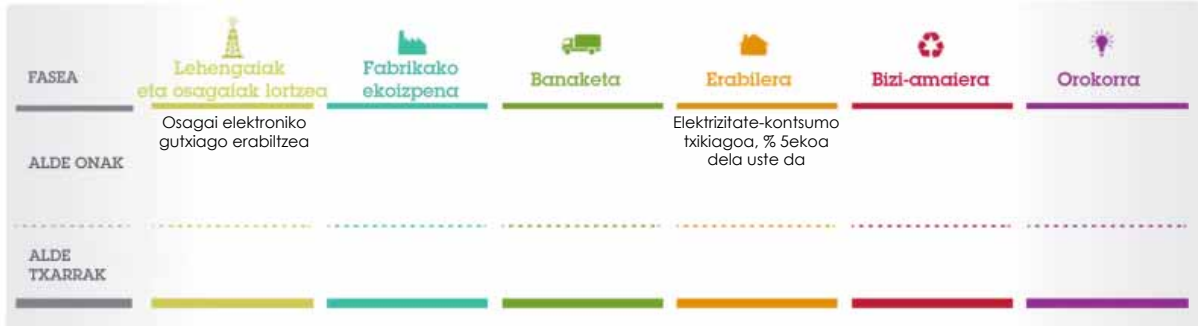 FASEA
Lehengaiak
eta osagaiak lortzea
Fabrikako
ekoizpena
Banaketa
Erabilera
Bizi-amaiera
Orokorra
ALDE ONAK
Osagai elektroniko
gutxiago erabiltzea
Elektrizitate-kontsumo
txikiagoa, % 5ekoa
dela uste da
ALDE
TXARRAK